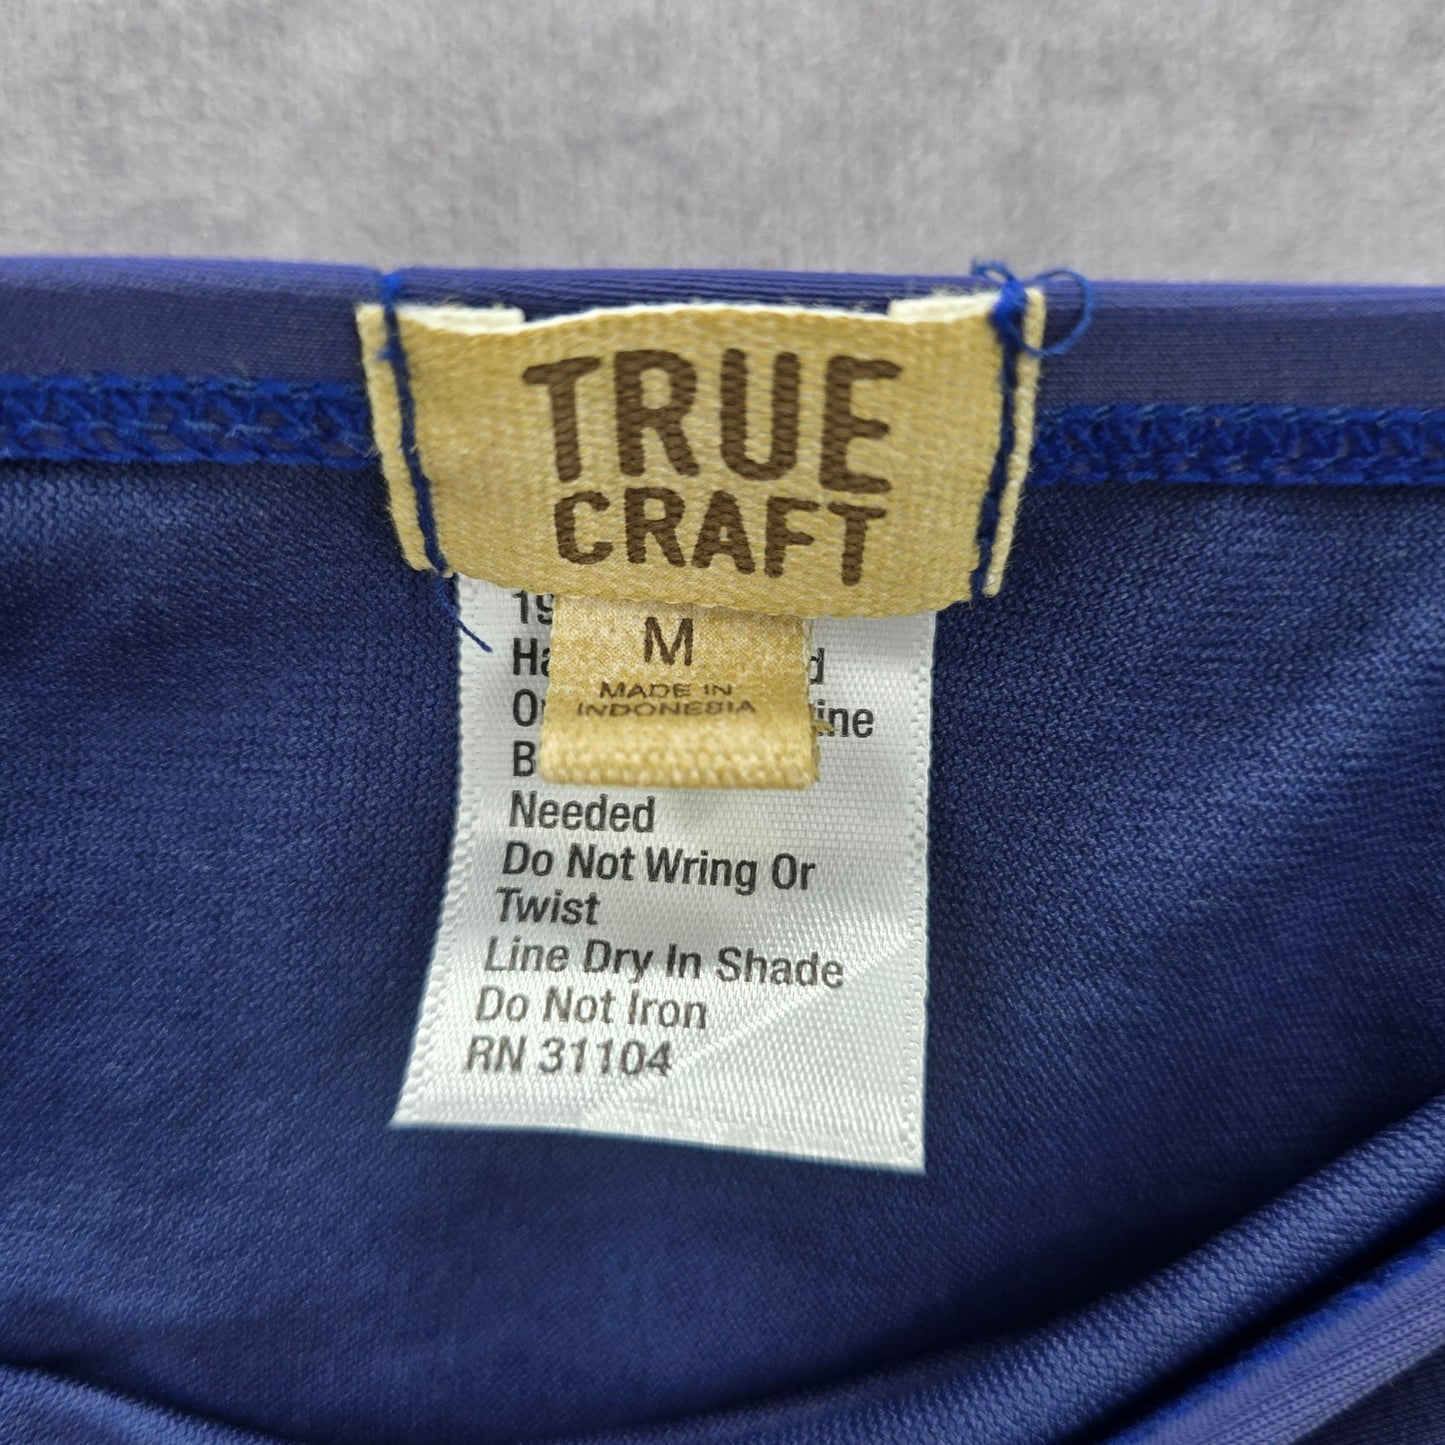 TRUE
CRAFT
M
MADE IN
INDONESIA
Needed
Do Not Wring Or
Twist
Line Dry In Shade
Do Not Iron
RN 31104